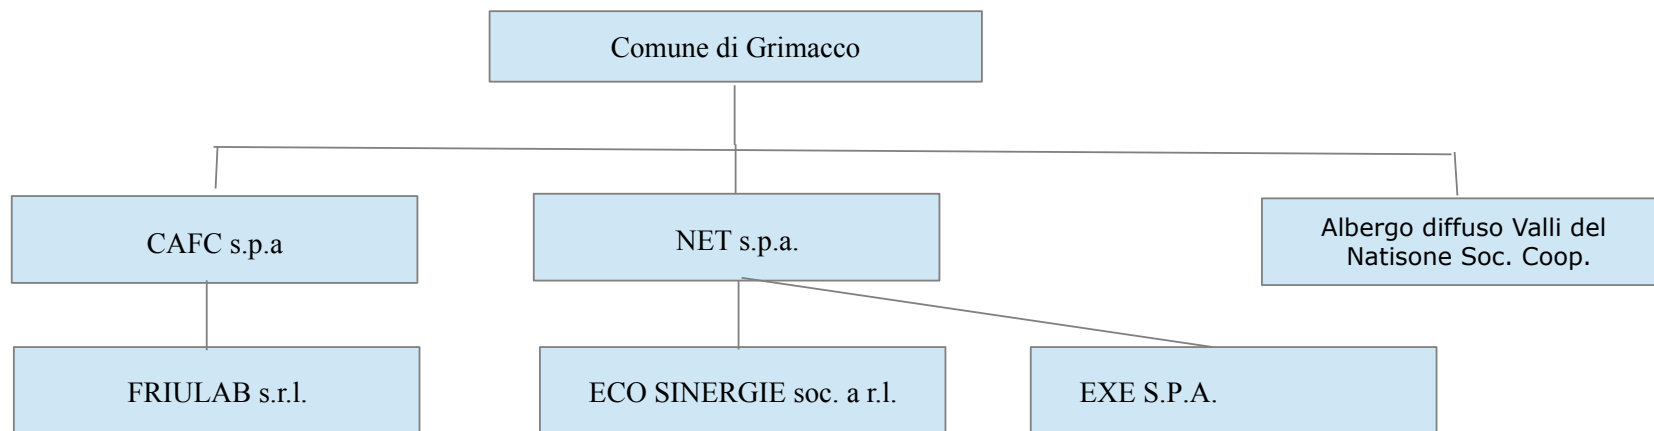 Comune di Grimacco
CAFC s.p.a
NET s.p.a.
Albergo diffuso Valli del
Natisone Soc. Coop.
FRIULAB s.r.l.
ECO SINERGIE soc. a r.l.
EXE S.P.A.